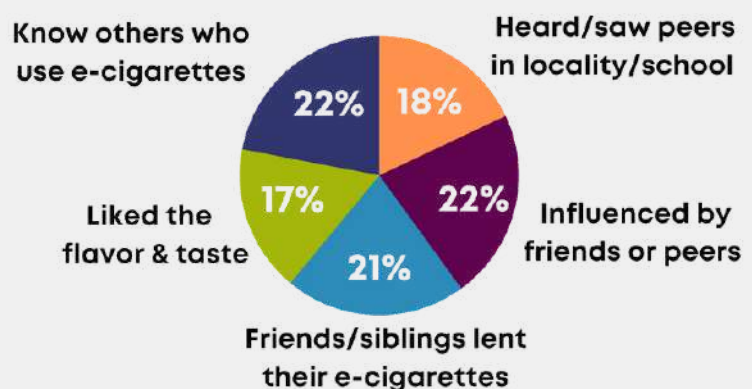 Know others who
use e-cigarettes
22%
Heard/saw peers
in locality/school
18%
Influenced by
friends or peers
22%
Friends/siblings lent
their e-cigarettes
21%
Liked the
flavor & taste
17%